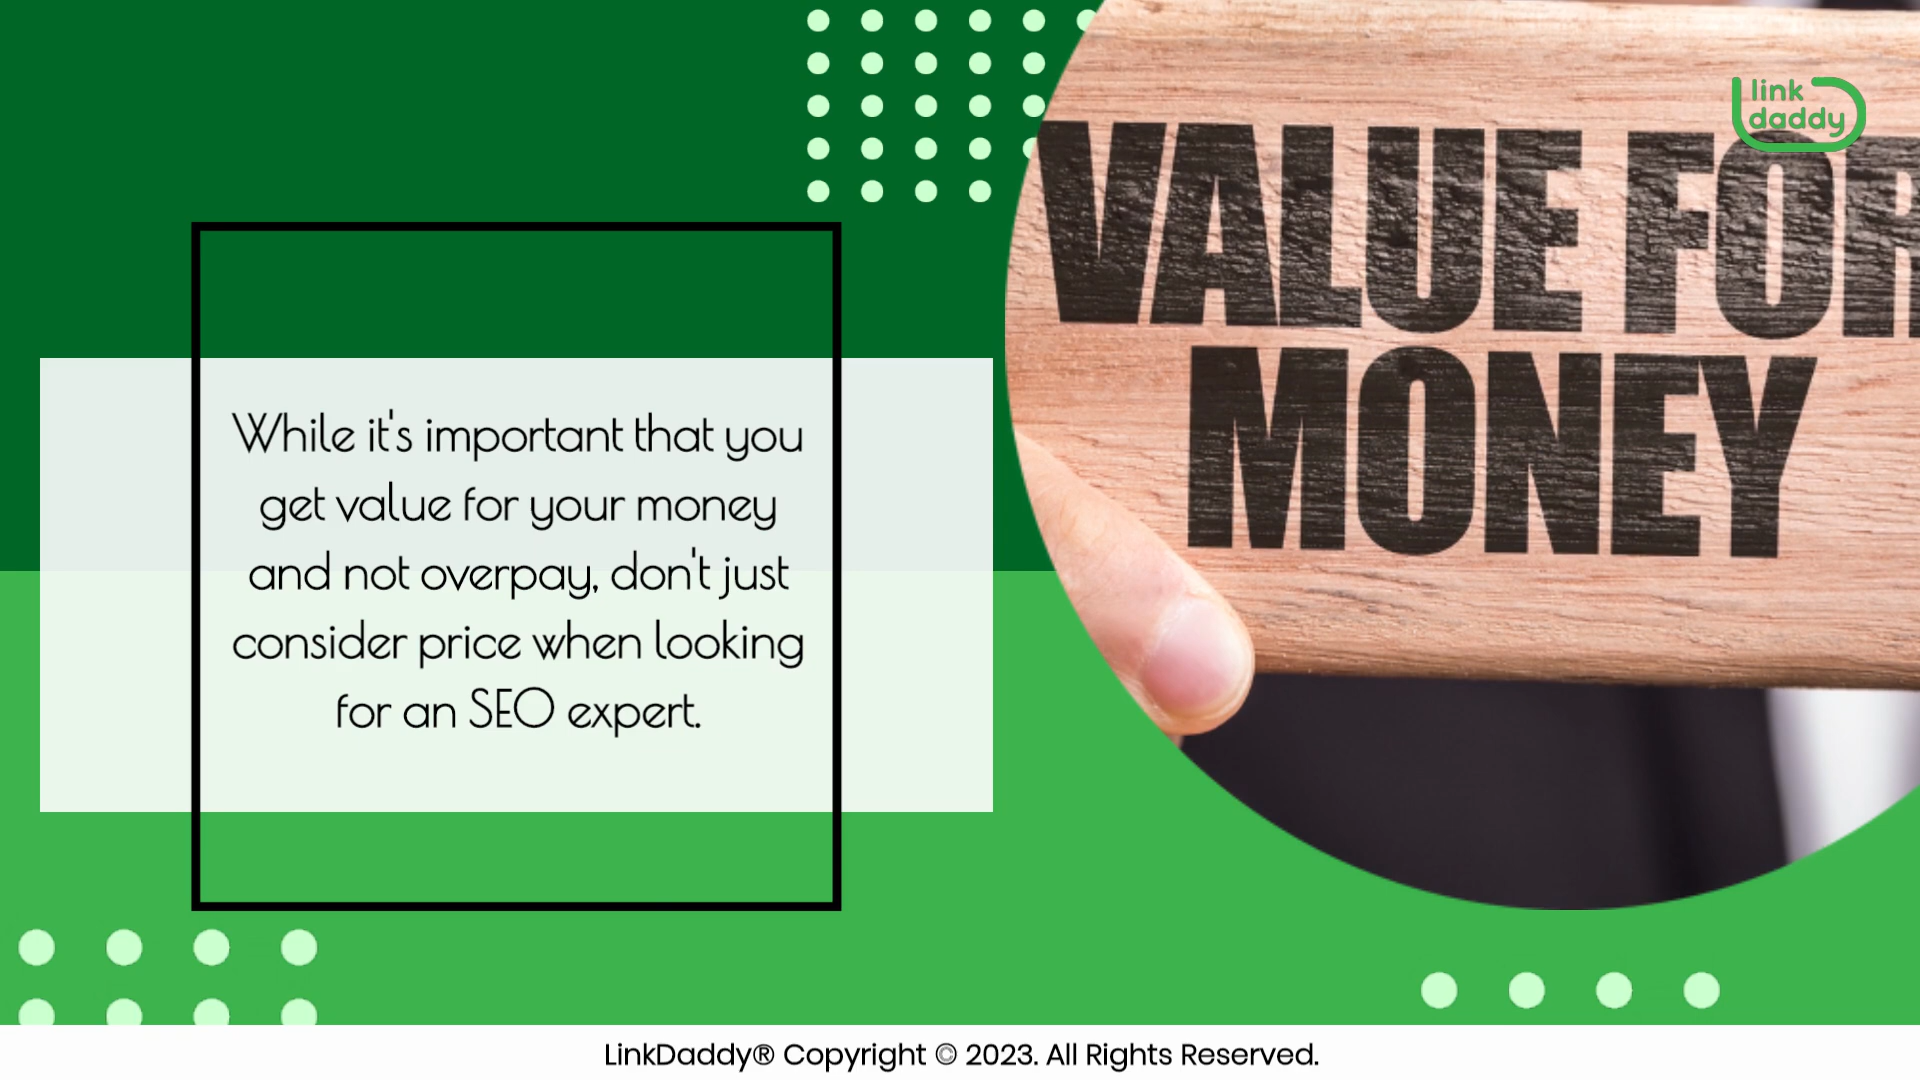 link
daddy
VALUE FOR
MONEY
While it's important that you
get value for your money
and not overpay, don't just
consider price when looking
for an SEO expert.
LinkDaddy® Copyright © 2023. All Rights Reserved.